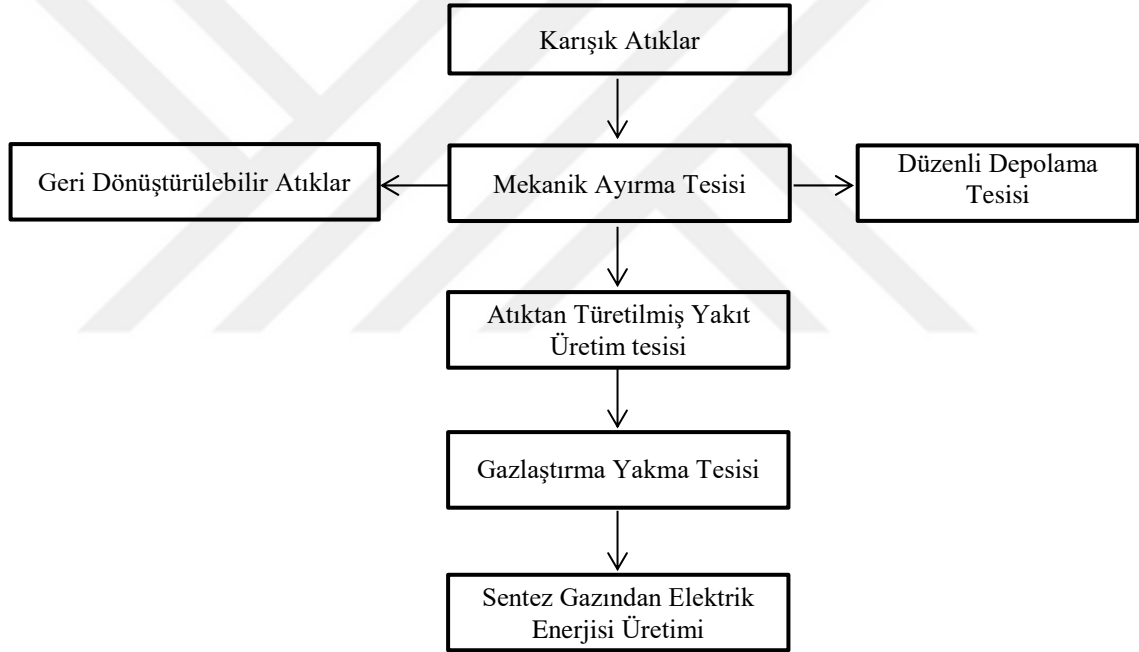 Karışık Atıklar
Geri Dönüştürülebilir Atıklar
Mekanik Ayırma Tesisi
Düzenli Depolama
Tesisi
Atıktan Türetilmiş Yakıt
Üretim tesisi
Gazlaştırma Yakma Tesisi
Sentez Gazından Elektrik
Enerjisi Üretimi